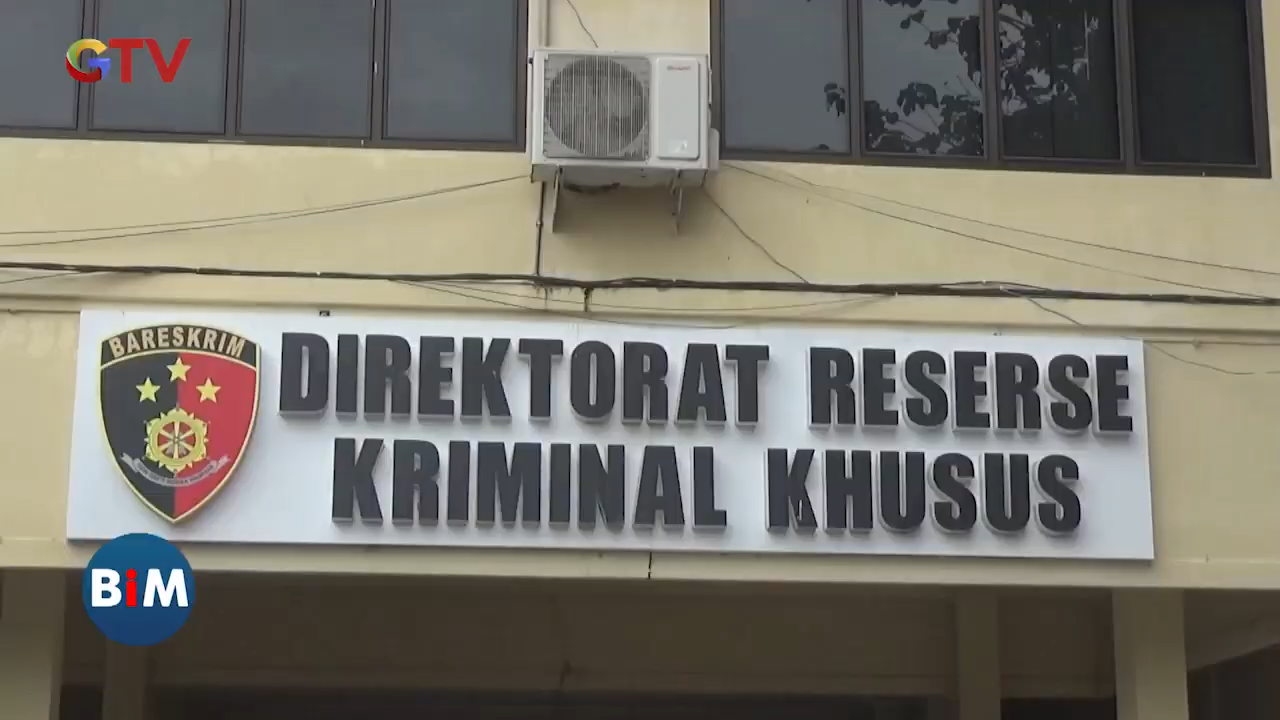 GTV
BARESKRIM
DIREKTORAT RESERSE
KRIMINAL KHUSUS
BiM